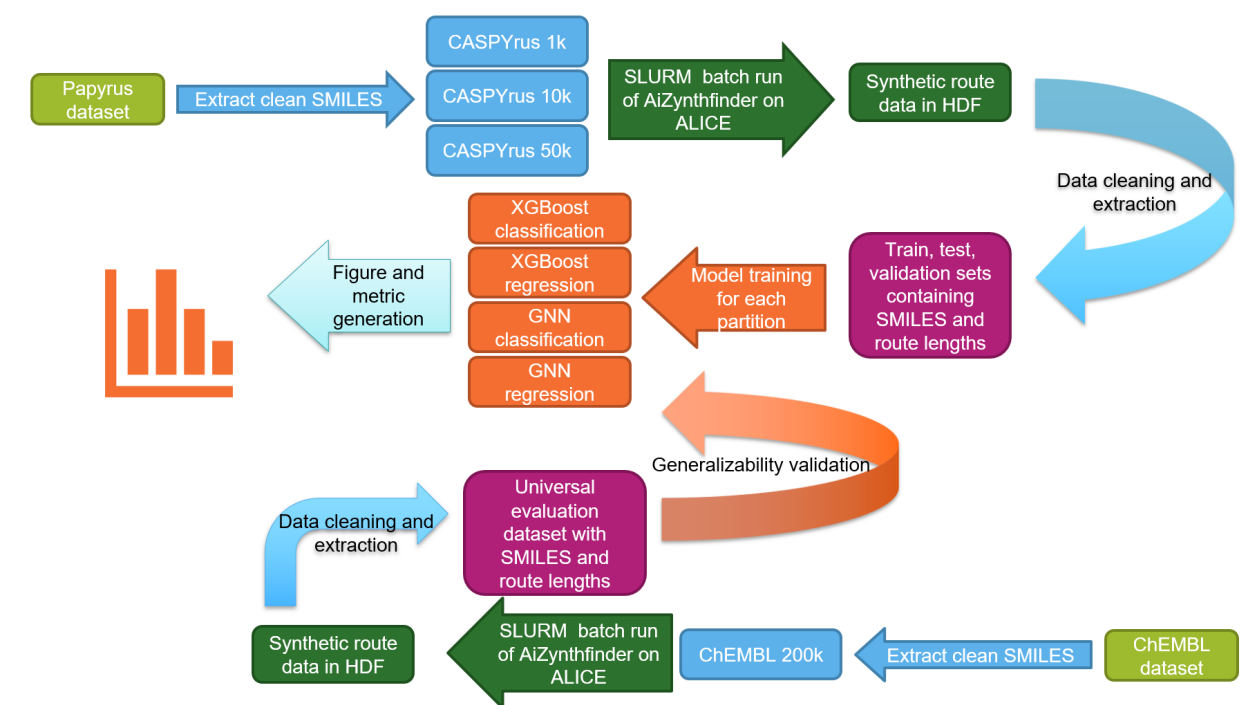 Papyrus
dataset
Extract clean SMILES
CASPYrus 1k
CASPYrus 10k
CASPYrus 50k
SLURM batch run
of AiZynthfinder on
ALICE
Synthetic route
data in HDF
Data cleaning and
extraction
Train, test,
validation sets
containing
SMILES and
route lengths
Model training
for each
partition
XGBoost
classification
XGBoost
regression
GNN
classification
GNN
regression
Figure and
metric
generation
Generalizability validation
Universal
evaluation
dataset with
SMILES and
route lengths
Data cleaning and
extraction
Synthetic route
data in HDF
SLURM batch run
of AiZynthfinder on
ALICE
ChEMBL 200k
Extract clean SMILES
ChEMBL
dataset